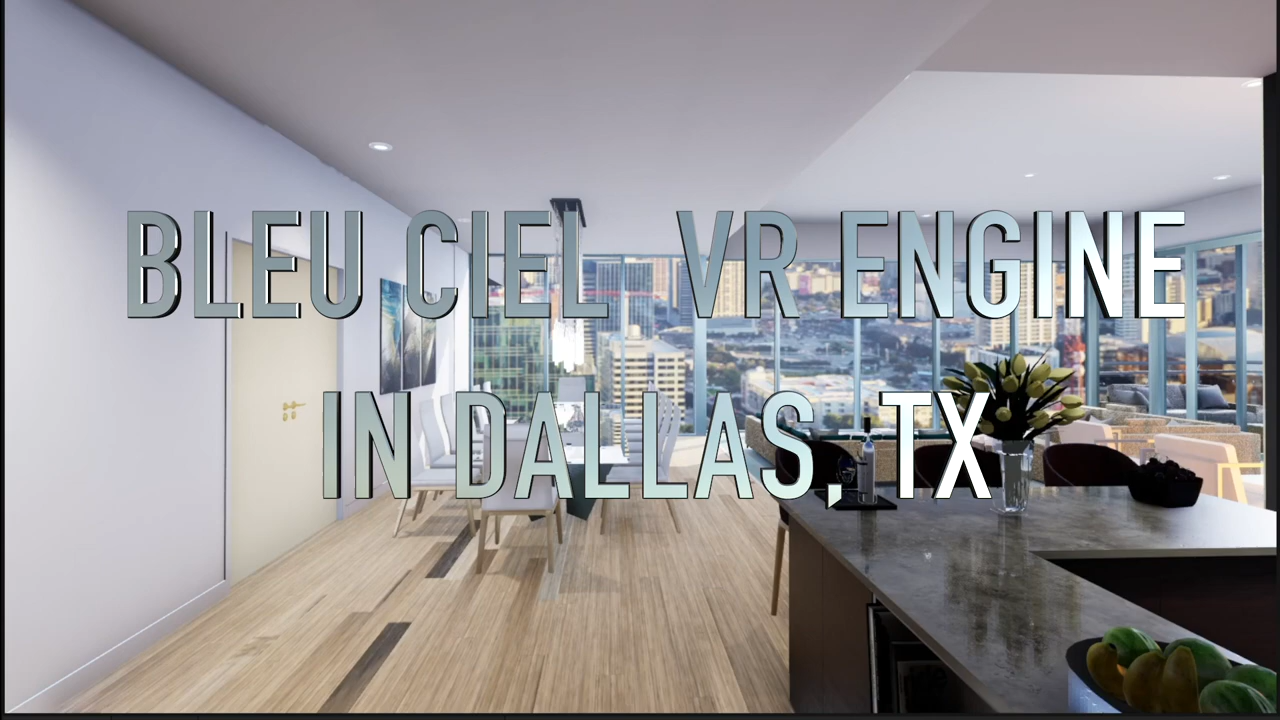 BLEU CIEL VR ENGINE
IN DALLAS, TX